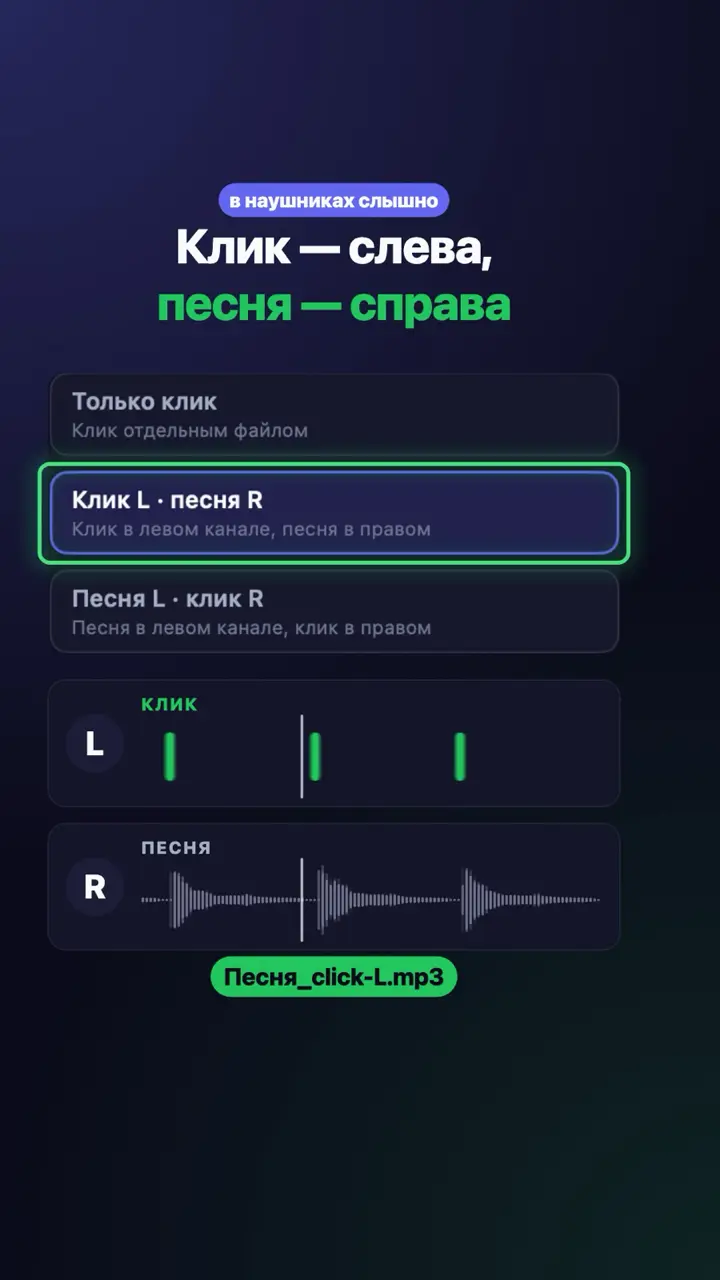 в наушниках слышно
Клик — слева,
песня — справа
Только клик
Клик отдельным файлом
Клик L · песня R
Клик в левом канале, песня в правом
Песня L · клик R
Песня в левом канале, клик в правом
КЛИК
L
ПЕСНЯ
R
Песня_click-L.mp3